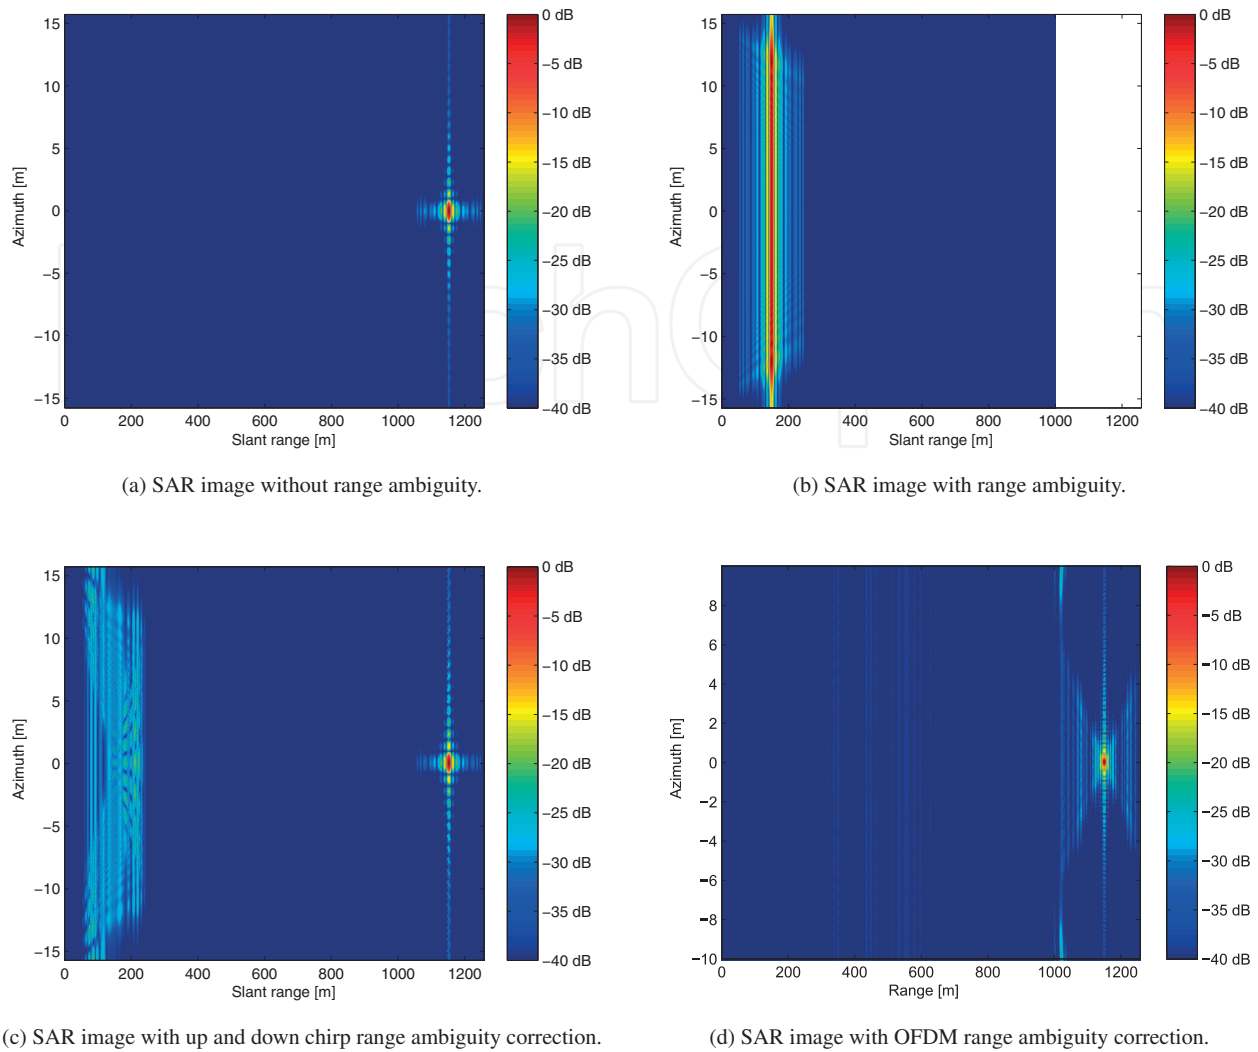 15
10
5
0
−5
−10
−15
Azimuth [m]
0 200 400 600 800 1000 1200
Slant range [m]
0 dB
−5 dB
−10 dB
−15 dB
−20 dB
−25 dB
−30 dB
−35 dB
−40 dB
(a) SAR image without range ambiguity.
15
10
5
0
−5
−10
−15
Azimuth [m]
0 200 400 600 800 1000 1200
Slant range [m]
0 dB
−5 dB
−10 dB
−15 dB
−20 dB
−25 dB
−30 dB
−35 dB
−40 dB
(b) SAR image with range ambiguity.
15
10
5
0
−5
−10
−15
Azimuth [m]
0 200 400 600 800 1000 1200
Slant range [m]
0 dB
−5 dB
−10 dB
−15 dB
−20 dB
−25 dB
−30 dB
−35 dB
−40 dB
(c) SAR image with up and down chirp range ambiguity correction.
8
6
4
2
0
−2
−4
−6
−8
−10
Azimuth [m]
0 200 400 600 800 1000 1200
Range [m]
0 dB
−5 dB
−10 dB
−15 dB
−20 dB
−25 dB
−30 dB
−35 dB
−40 dB
(d) SAR image with OFDM range ambiguity correction.